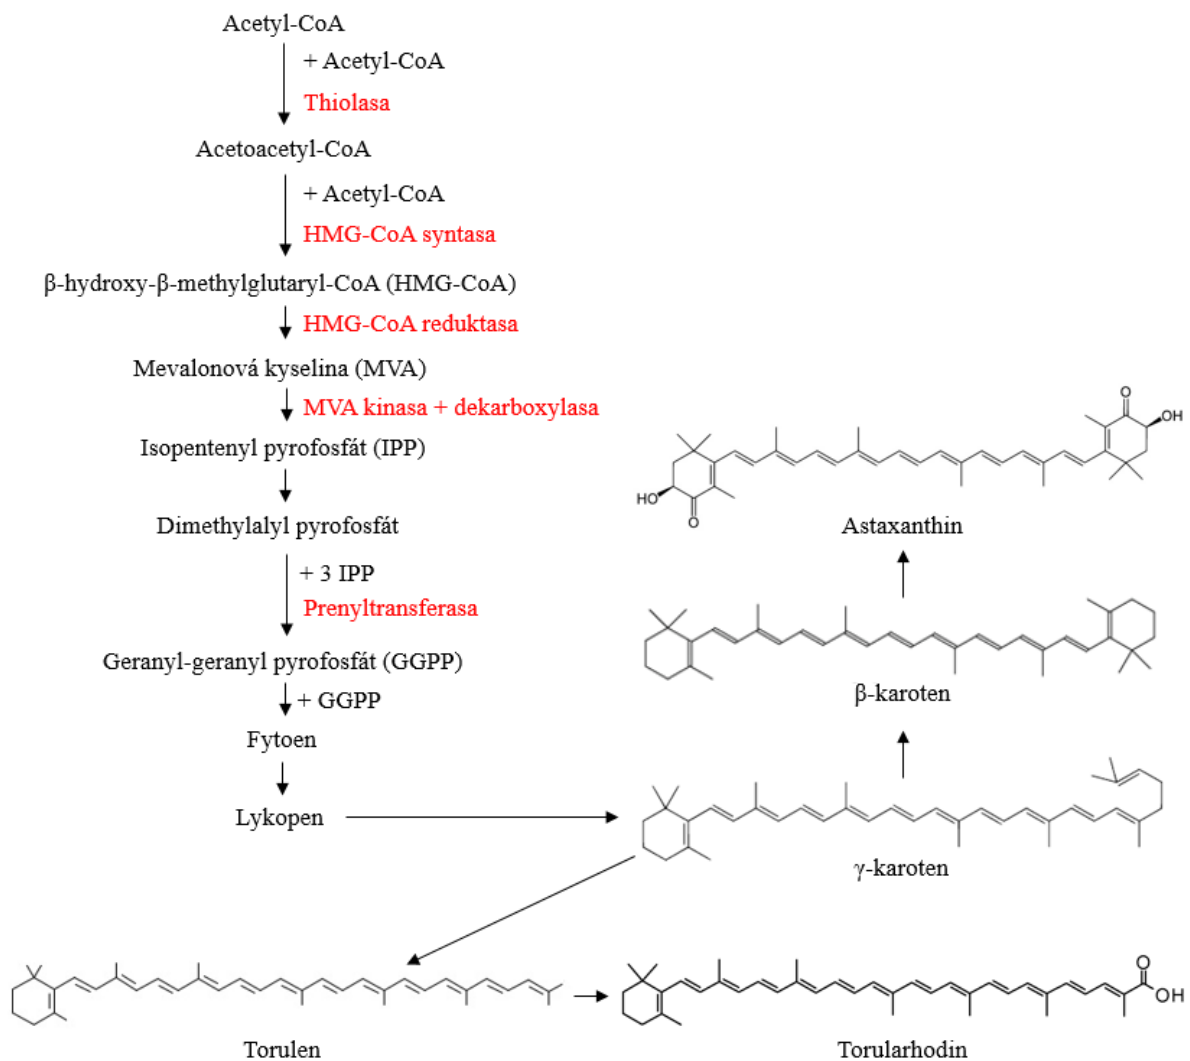 Acetyl-CoA
+ Acetyl-CoA
Thiolasa
Acetoacetyl-CoA
+ Acetyl-CoA
HMG-CoA syntasa
β-hydroxy-β-methylglutaryl-CoA (HMG-CoA)
HMG-CoA reduktasa
Mevalonová kyselina (MVA)
MVA kinasa + dekarboxylasa
Isopentenyl pyrofosfát (IPP)
Dimethylalyl pyrofosfát
+ 3 IPP
Prenyltransferasa
Geranyl-geranyl pyrofosfát (GGPP)
+ GGPP
Fytoen
Lykopen
O
OH
HO
O
Astaxanthin
β-karoten
γ-karoten
Torulen
O
OH
Torularhodin